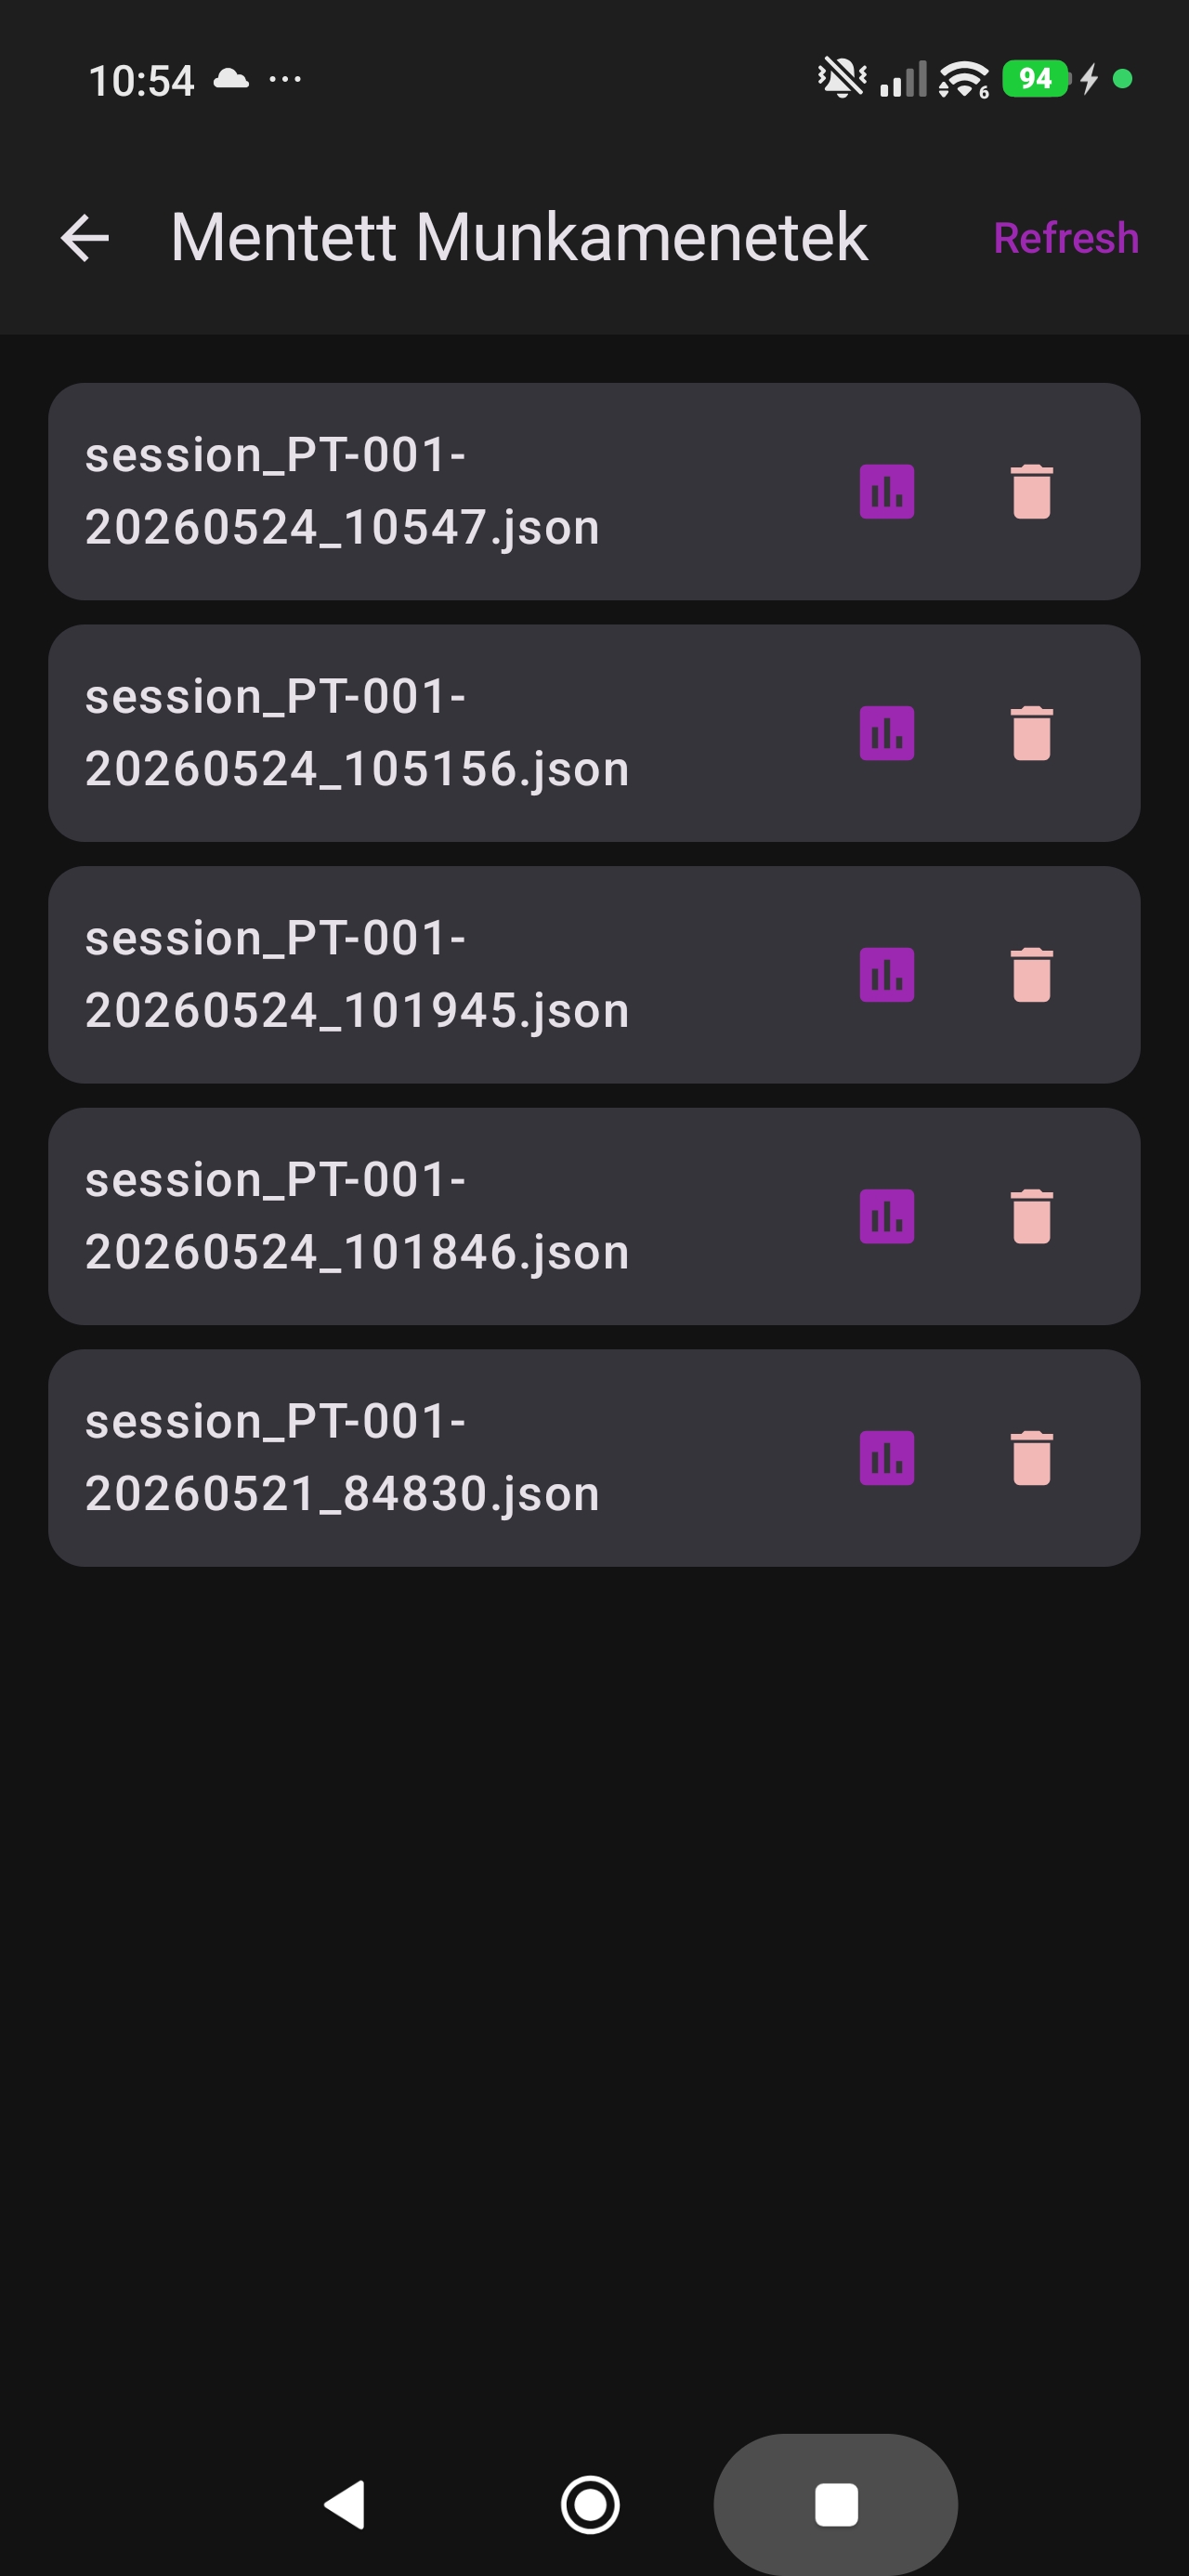 10:54
6
94
Mentett Munkamenetek
Refresh
session_PT-001-
20260524_10547.json
session_PT-001-
20260524_105156.json
session_PT-001-
20260524_101945.json
session_PT-001-
20260524_101846.json
session_PT-001-
20260521_84830.json